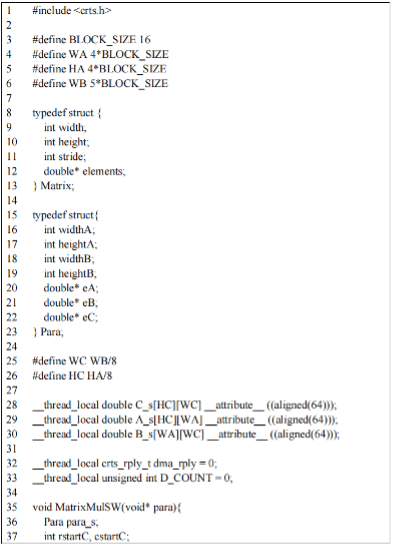 1 #include <crts.h>
2
3 #define BLOCK_SIZE 16
4 #define WA 4*BLOCK_SIZE
5 #define HA 4*BLOCK_SIZE
6 #define WB 5*BLOCK_SIZE
7
8 typedef struct {
9 int width;
10 int height;
11 int stride;
12 double* elements;
13 } Matrix;
14
15 typedef struct{
16 int widthA;
17 int heightA;
18 int widthB;
19 int heightB,
20 double* eA;
21 double* eB;
22 double* eC;
23 } Para;
24
25 #define WC WB/8
26 #define HC HA/8
27
28 __thread_local double C_s[HC][WC] __attribute__ ((aligned(64)));
29 __thread_local double A_s[HC][WA] __attribute__ ((aligned(64)));
30 __thread_local double B_s[WA][WC] __attribute__ ((aligned(64)));
31
32 __thread_local crts_rply_t dma_rply = 0;
33 __thread_local unsigned int D_COUNT = 0;
34
35 void MatrixMulSW(void* para){
36 Para para_s;
37 int rstartC, cstartC;